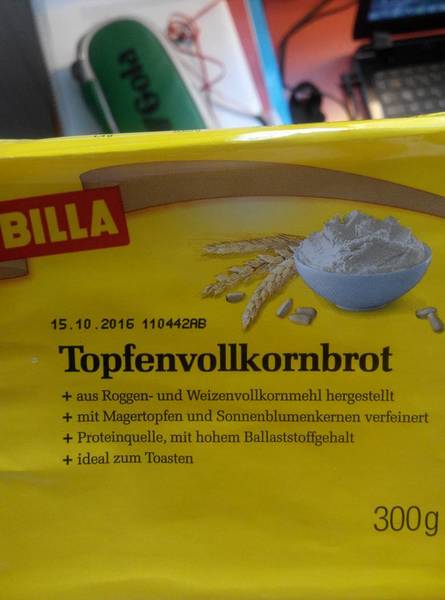 Gola
BILLA
15.10.2016 110442AB
Topfenvollkornbrot
+ aus Roggen- und Weizenvollkornmehl hergestellt
+ mit Magertopfen und Sonnenblumenkernen verfeinert
+ Proteinquelle, mit hohem Ballaststoffgehalt
+ ideal zum Toasten
300g